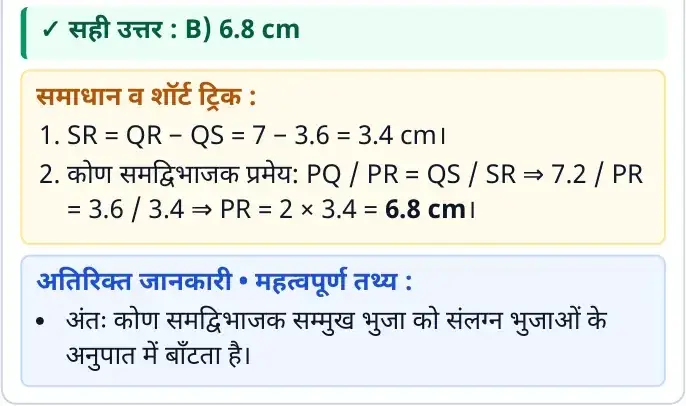 ✓ सही उत्तर : B) 6.8 cm
समाधान व शॉर्ट ट्रिक :
1. SR = QR − QS = 7 − 3.6 = 3.4 cm।
2. कोण समद्विभाजक प्रमेय: PQ / PR = QS / SR ⇒ 7.2 / PR
= 3.6 / 3.4 ⇒ PR = 2 × 3.4 = 6.8 cm।
अतिरिक्त जानकारी • महत्वपूर्ण तथ्य :
• अंतः कोण समद्विभाजक सम्मुख भुजा को संलग्न भुजाओं के
अनुपात में बाँटता है।